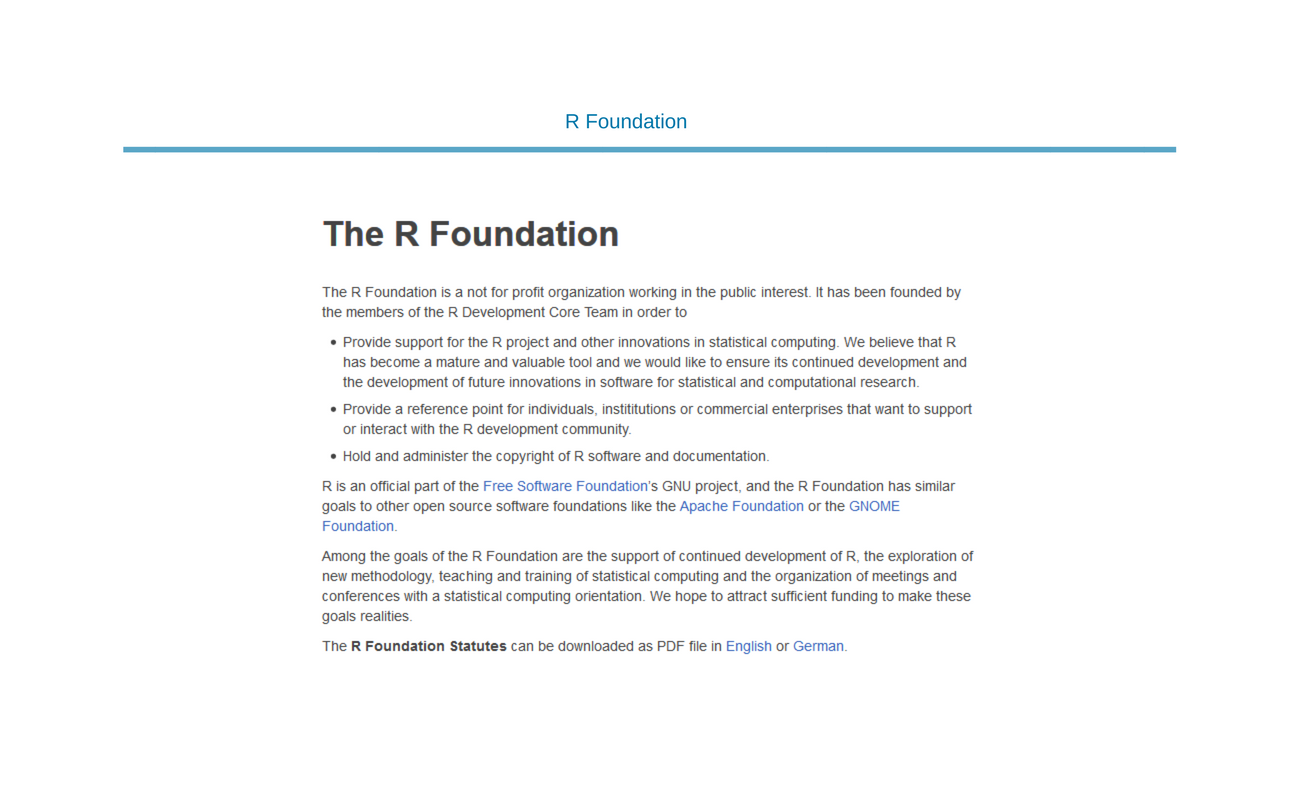 R Foundation
The R Foundation
The R Foundation is a not for profit organization working in the public interest. It has been founded by
the members of the R Development Core Team in order to
• Provide support for the R project and other innovations in statistical computing. We believe that R
has become a mature and valuable tool and we would like to ensure its continued development and
the development of future innovations in software for statistical and computational research.
• Provide a reference point for individuals, instititutions or commercial enterprises that want to support
or interact with the R development community.
• Hold and administer the copyright of R software and documentation.
R is an official part of the Free Software Foundation's GNU project, and the R Foundation has similar
goals to other open source software foundations like the Apache Foundation or the GNOME
Foundation.
Among the goals of the R Foundation are the support of continued development of R, the exploration of
new methodology, teaching and training of statistical computing and the organization of meetings and
conferences with a statistical computing orientation. We hope to attract sufficient funding to make these
goals realities.
The R Foundation Statutes can be downloaded as PDF file in English or German.